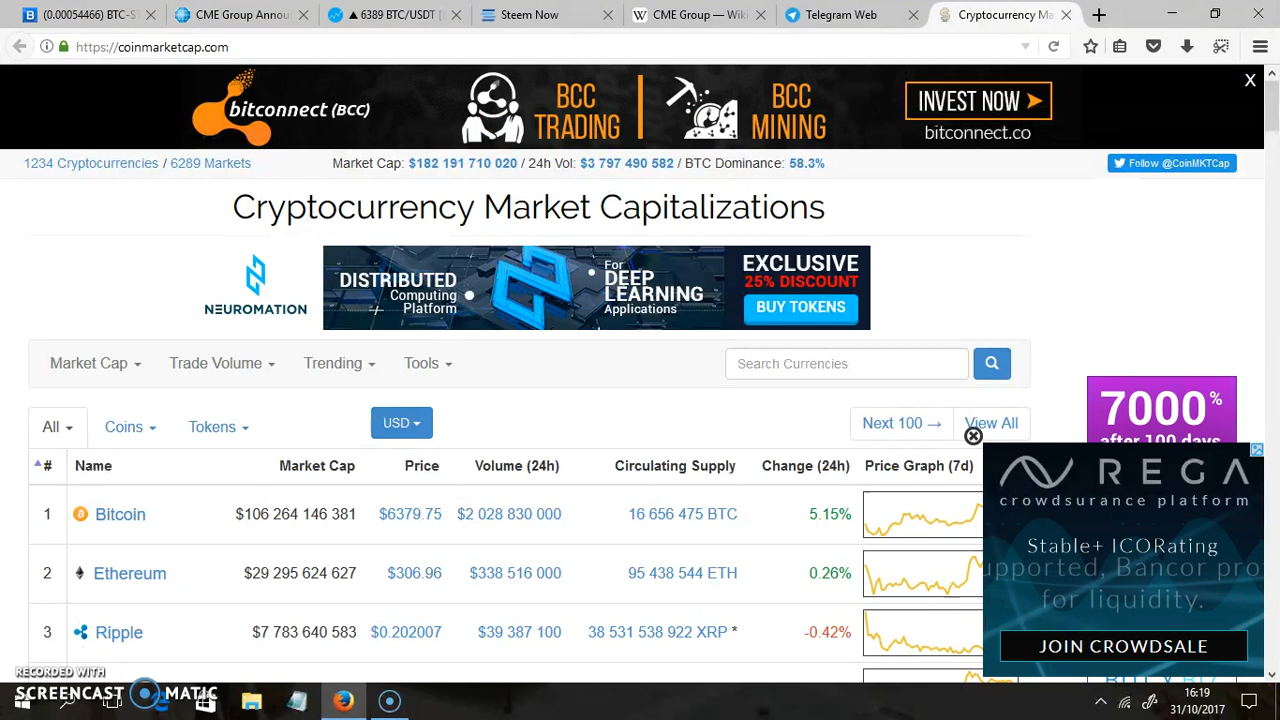 (0.00054466) BTC-S
CME Group Annou
▲ 6389 BTC/USDT [
Steem Now
CME Group — Wiki
Telegram Web
Cryptocurrency Ma
https://coinmarketcap.com
bitconnect (BCC)
BCC TRADING
BCC MINING
INVEST NOW
bitconnect.co
X
1234 Cryptocurrencies / 6289 Markets
Market Cap: $182 191 710 020 / 24h Vol: $3 797 490 582 / BTC Dominance: 58.3%
Follow @CoinMKTCap
Cryptocurrency Market Capitalizations
NEUROMATION
DISTRIBUTED
Computing
Platform
For
DEEP
LEARNING
Applications
EXCLUSIVE
25% DISCOUNT
BUY TOKENS
Market Cap
Trade Volume
Trending
Tools
Search Currencies
All
Coins
Tokens
USD
Next 100 →
View All
7000%
after 100 days
# Name Market Cap Price Volume (24h) Circulating Supply Change (24h) Price Graph (7d)
1 Bitcoin $106 264 146 381 $6379.75 $2 028 830 000 16 656 475 BTC 5.15%
2 Ethereum $29 295 624 627 $306.96 $338 516 000 95 438 544 ETH 0.26%
3 Ripple $7 783 640 583 $0.202007 $39 387 100 38 531 538 922 XRP * -0.42%
REGA
crowdsurance platform
Stable+ ICORating
upported, Bancor pro
for liquidity.
JOIN CROWDSALE
RECORDED WITH
SCREENCAST MATIC
16:19
31/10/2017